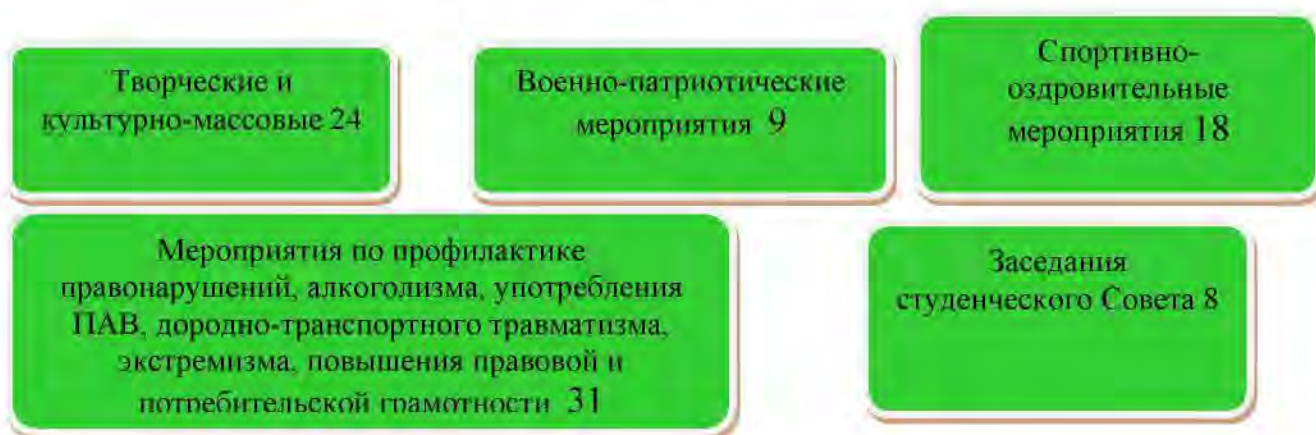 Творческие и
культурно-массовые 24
Военно-патриотические
мероприятия 9
Спортивно-
оздровительные
мероприятия 18
Мероприятия по профилактике
правонарушений, алкоголизма, употребления
ПАВ, дородно-транспортного травматизма,
экстремизма, повышения правовой и
потребительской грамотности 31
Заседания
студенческого Совета 8